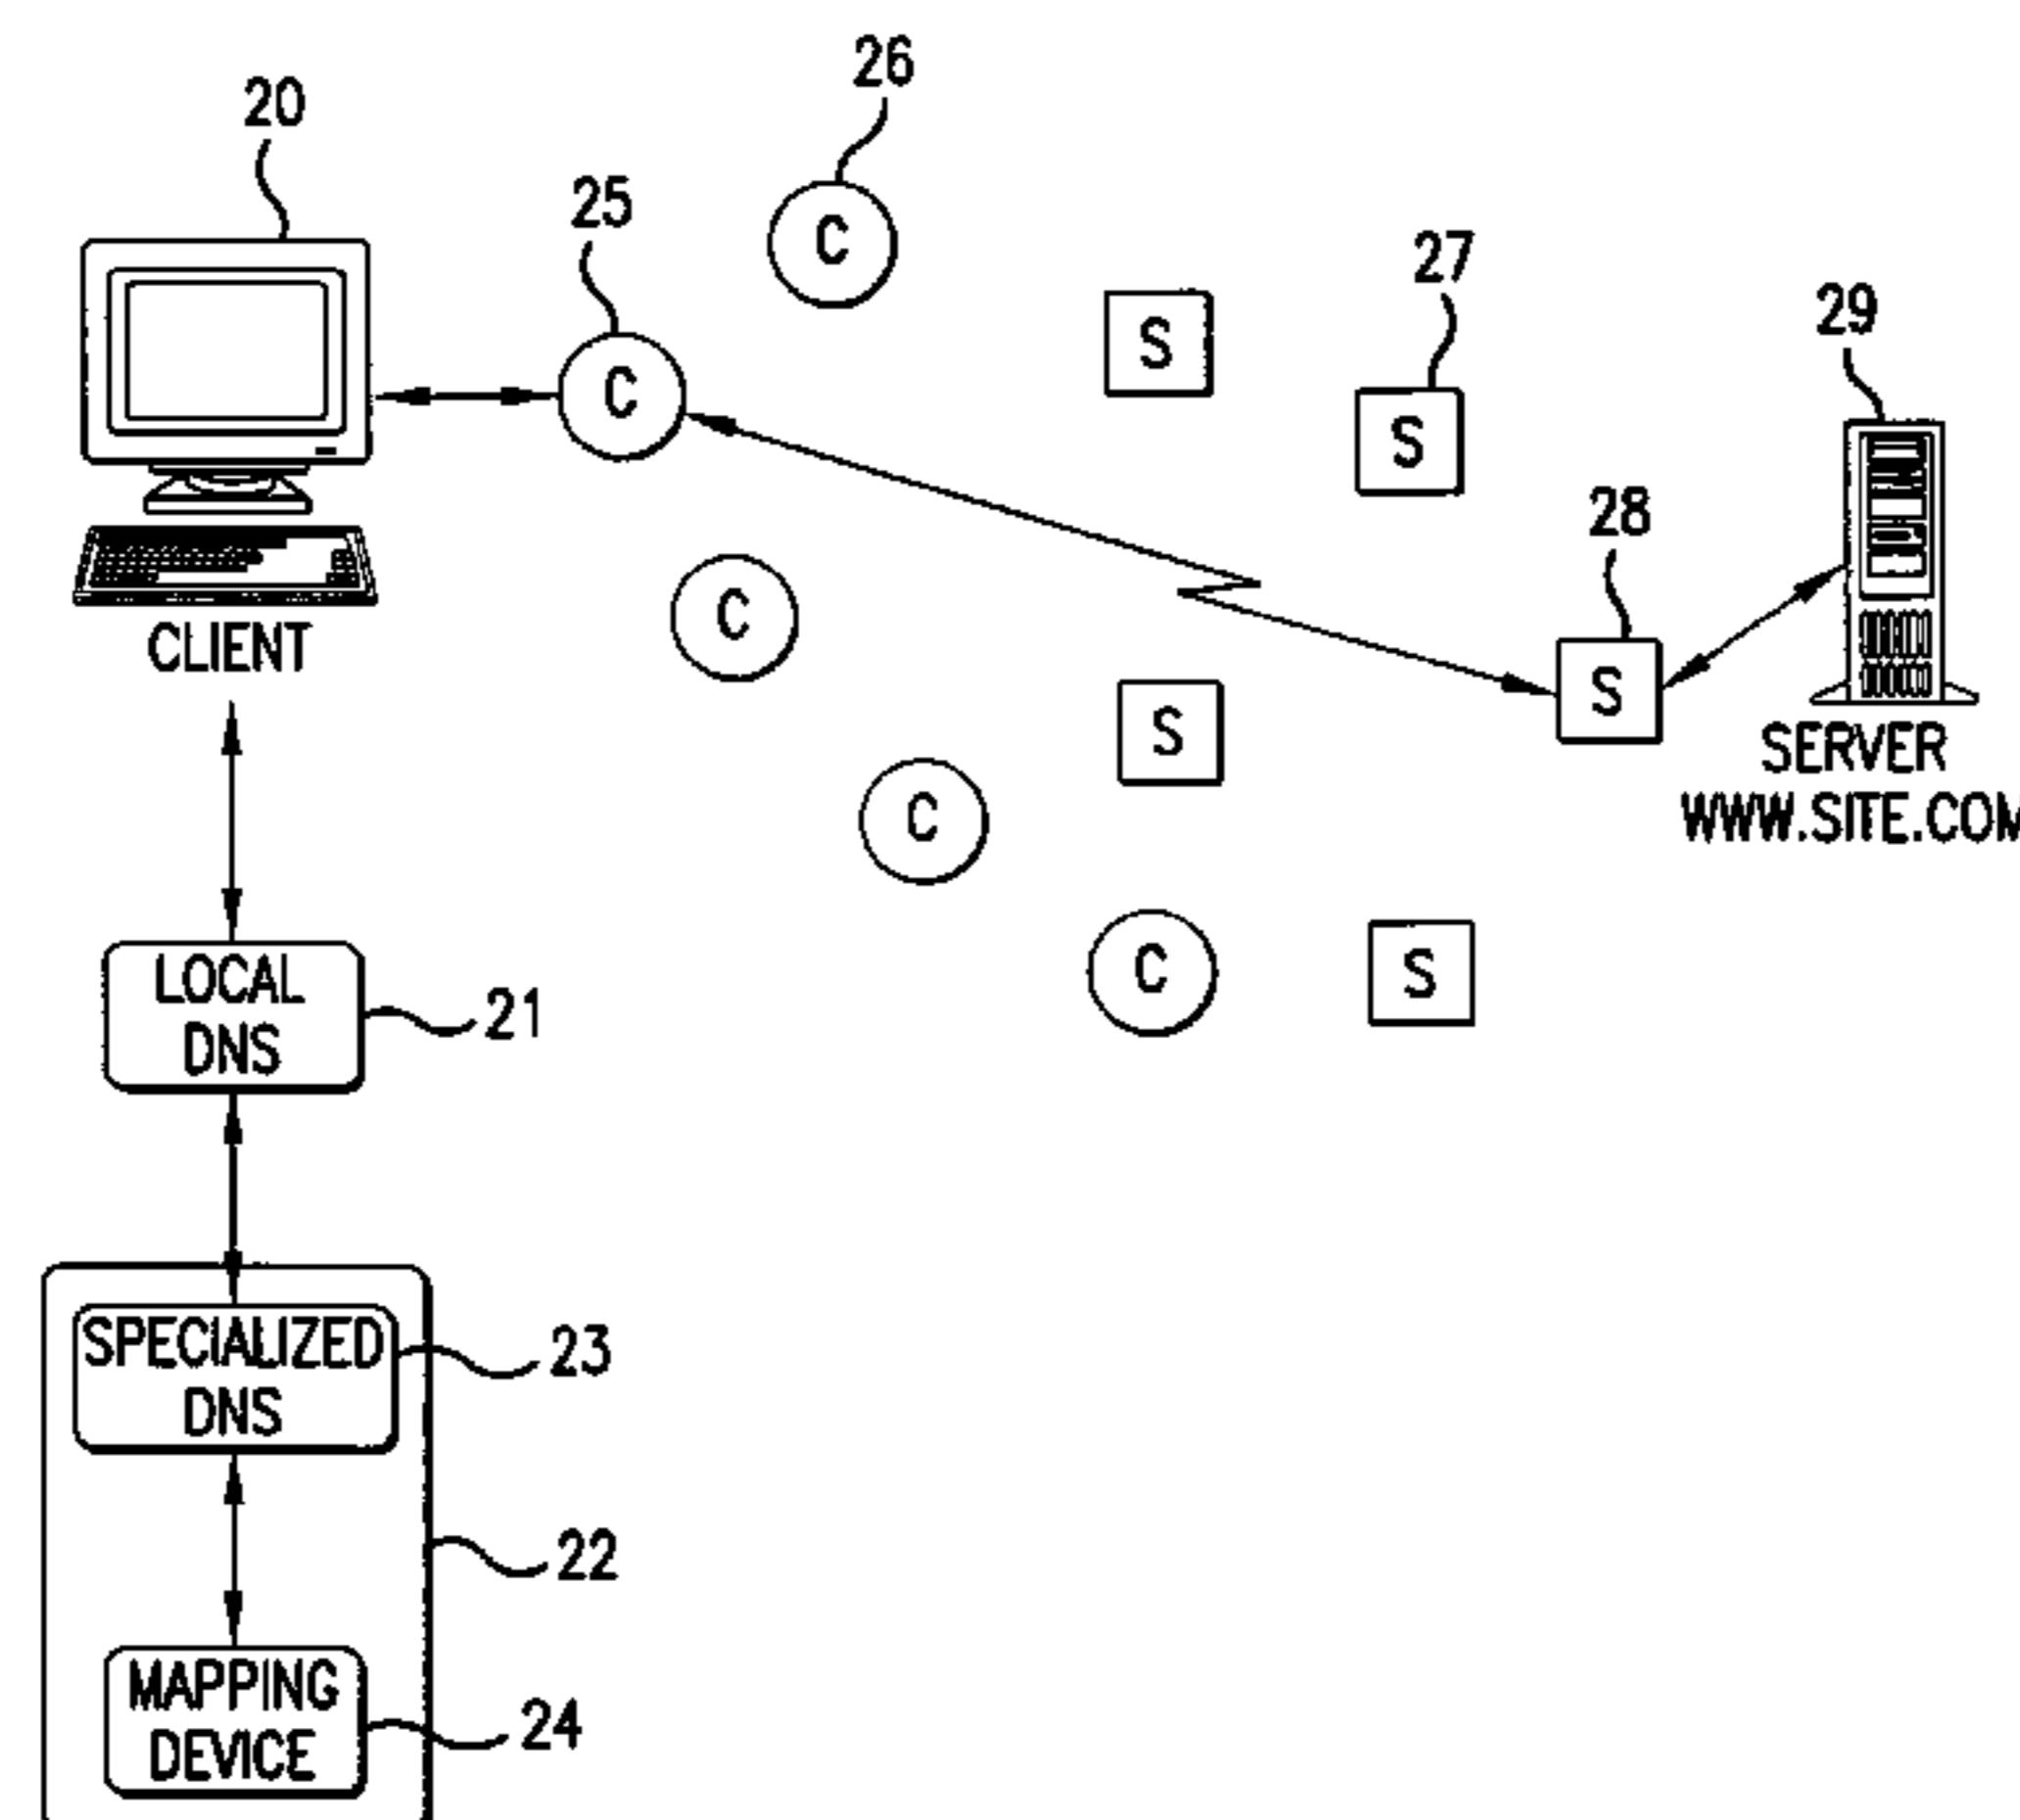 26
20
25
C
27
29
S
C
S
28
C
CLIENT
S
S
SERVER
WWW.SITE.COM
C
C
S
LOCAL
DNS
21
SPECIALIZED
DNS
23
22
MAPPING
DEVICE
24